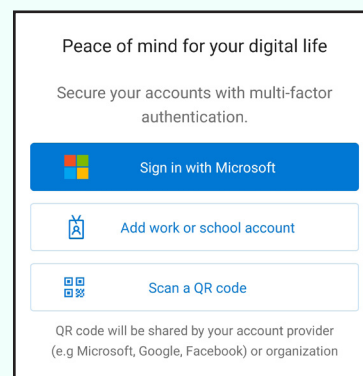 Peace of mind for your digital life
Secure your accounts with multi-factor
authentication.
Sign in with Microsoft
Add work or school account
Scan a QR code
QR code will be shared by your account provider
(e.g Microsoft, Google, Facebook) or organization